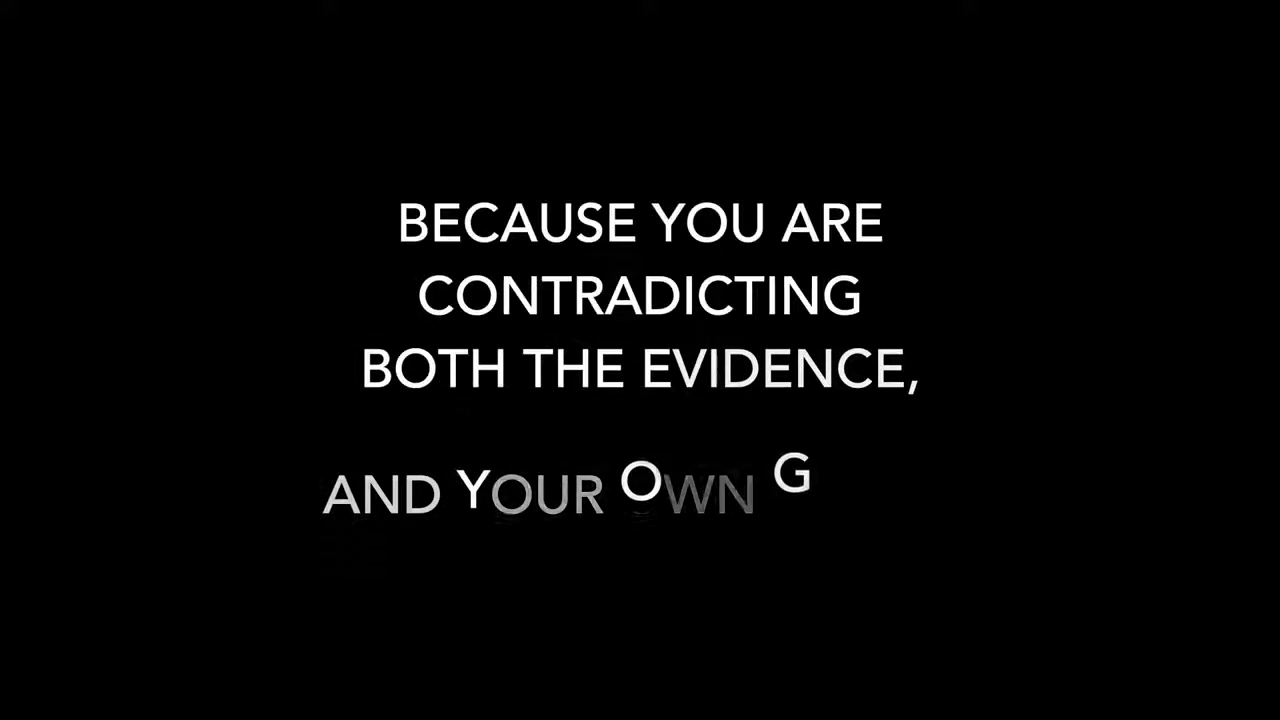 BECAUSE YOU ARE
CONTRADICTING
BOTH THE EVIDENCE,
AND YOUR OWN G